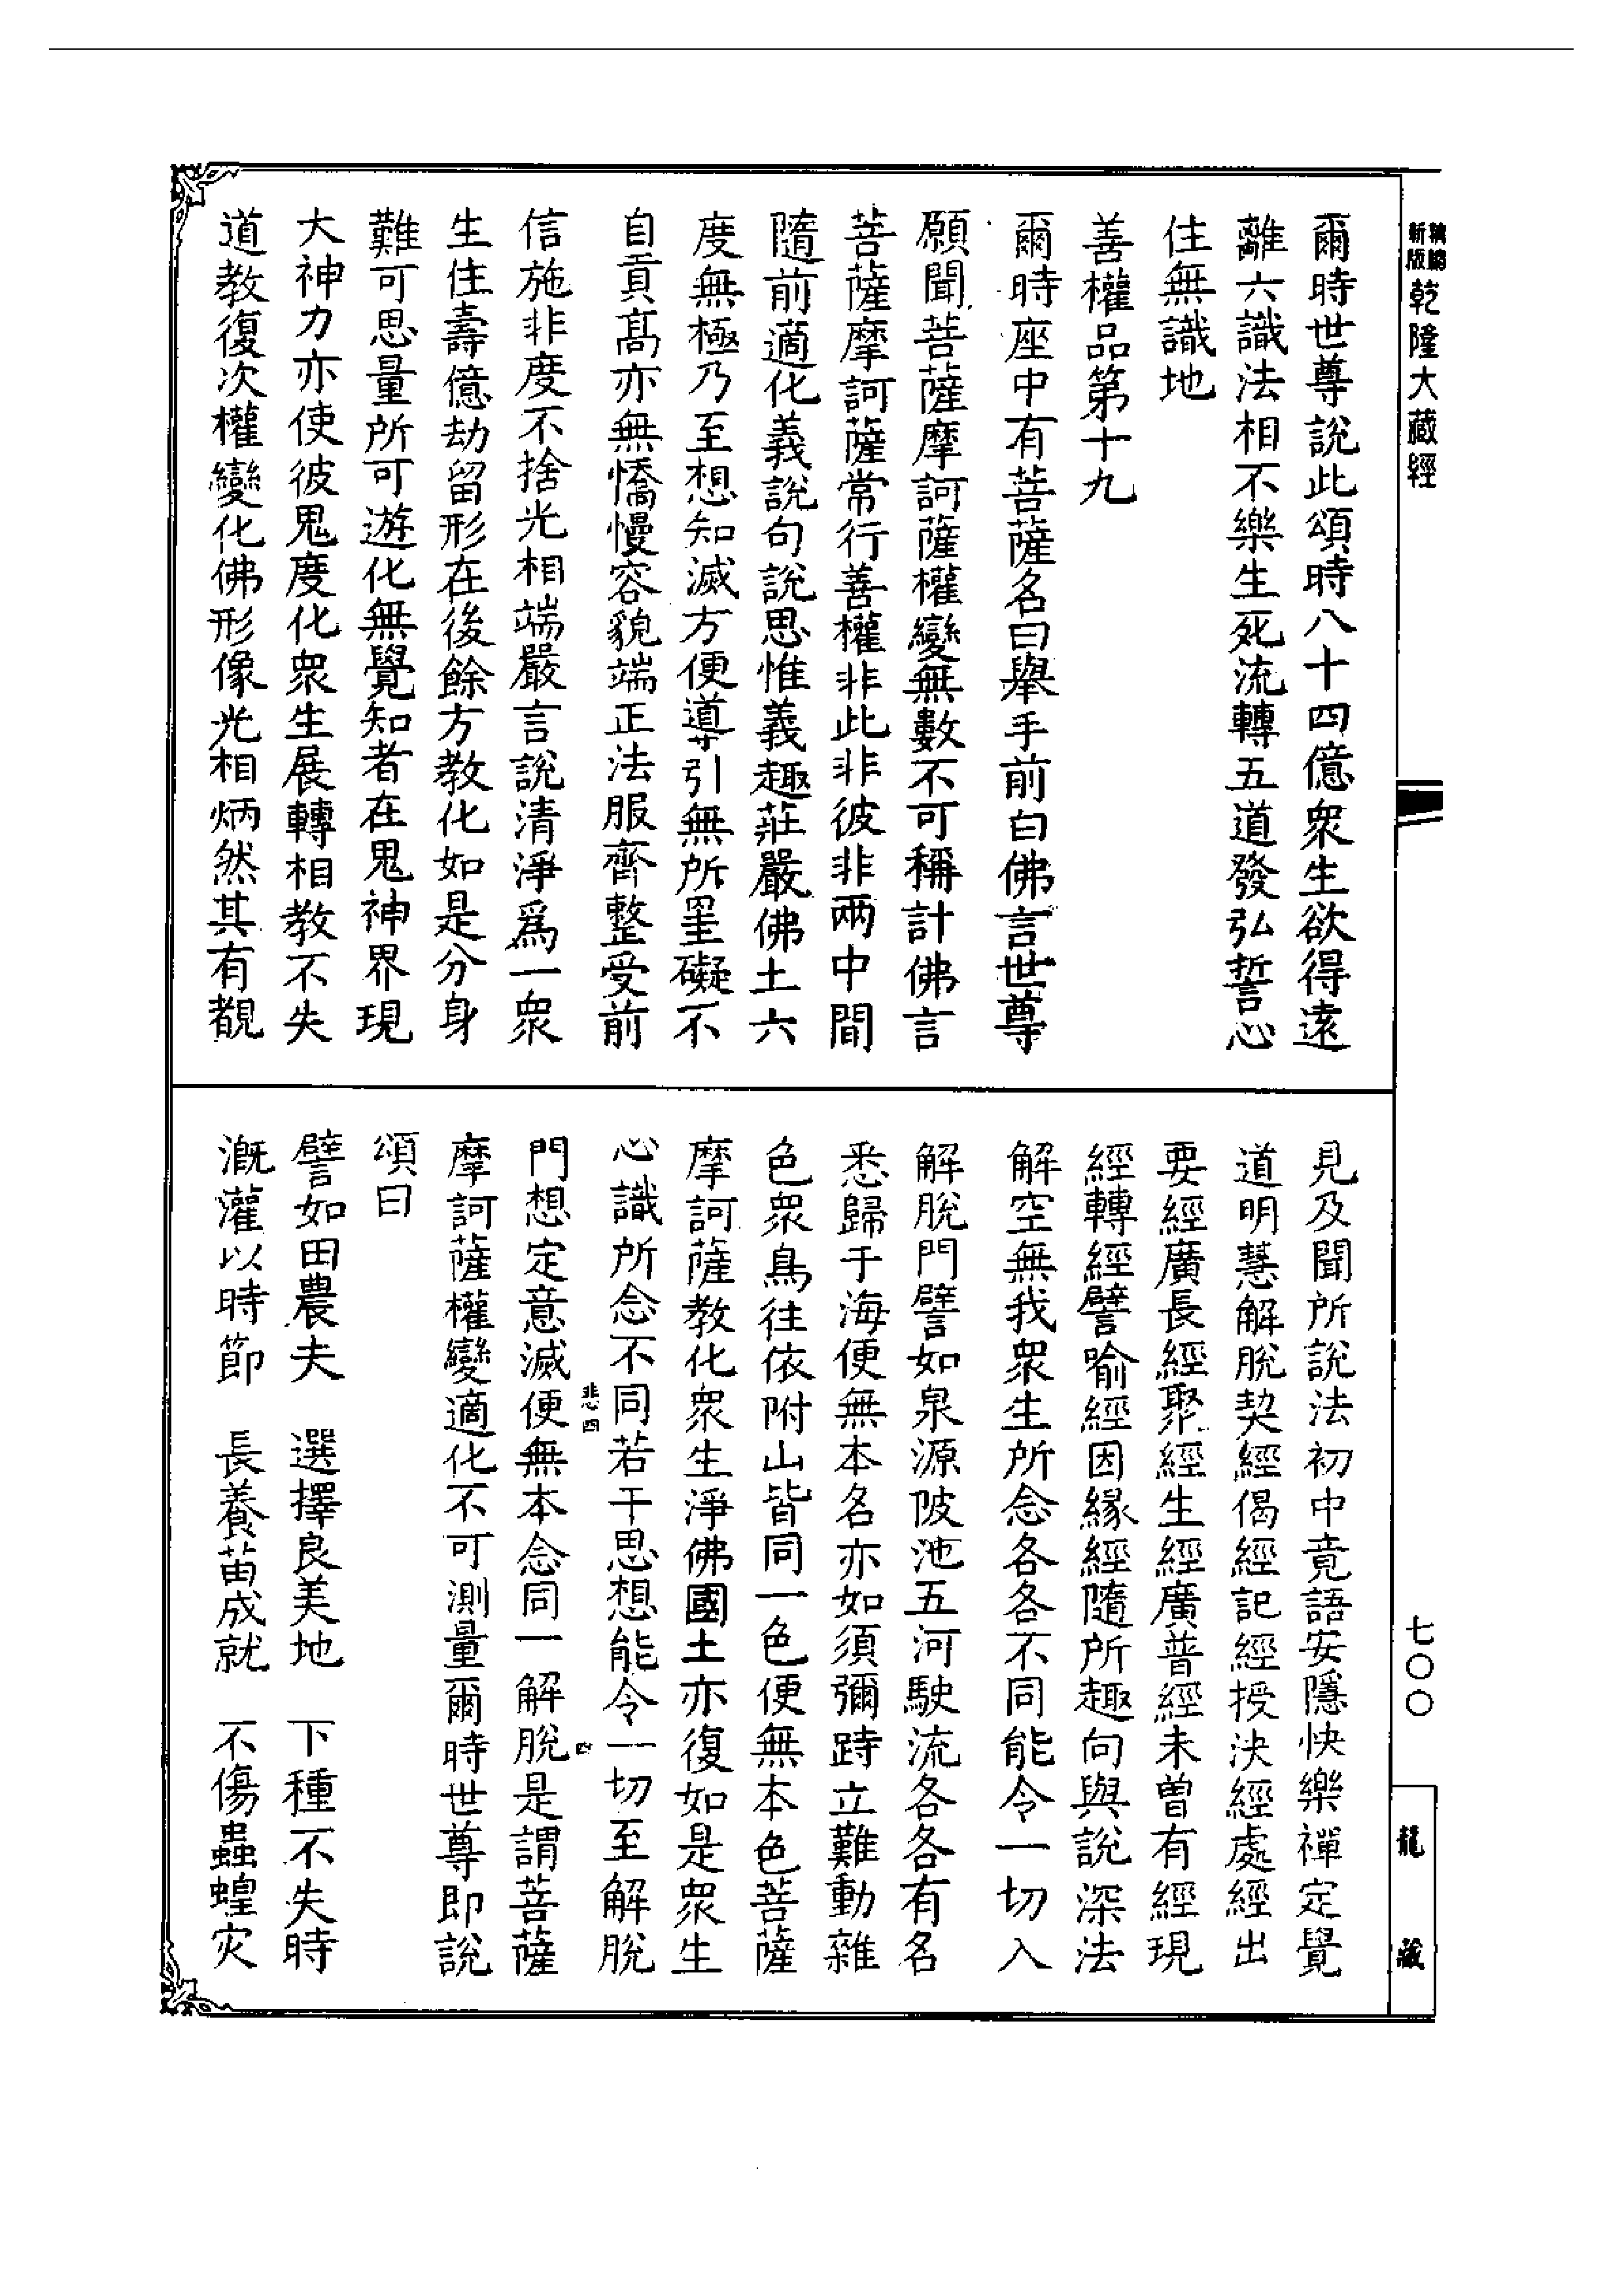 新版
乾隆大藏經
爾時世尊說此頌時八十四億衆生欲得遠
離六識法相不樂生死流轉五道發弘誓心
住無識地
善權品第十九
爾時座中有菩薩名曰舉手前白佛言世尊
願聞菩薩摩訶薩權變無數不可稱計佛言
菩薩摩訶薩常行善權非此非彼非兩中間
隨前適化義說句說思惟義趣莊嚴佛土六
度無極乃至想知滅方便導引無所罣礙不
自貢高亦無憍慢容貌端正法服齊整受前
信施非度不捨光相端嚴言說清淨爲一衆
生住壽億劫留形在後餘方教化如是分身
難可思量所可遊化無覺知者在鬼神界現
大神力亦使彼鬼度化衆生展轉相教不失
道教復次權變化佛形像光相炳然其有覩
見及聞所說法初中竟語安隱快樂禪定覺
道明慧解脫契經偈經記經授決經處經出
要經廣長經聚經生經廣普經未曾有經現
經轉經譬喻經因緣經隨所趣向與說深法
解空無我衆生所念各各不同能令一切入
解脫門譬如泉源陂池五河駛流各各有名
悉歸于海便無本名亦如須彌跱立難動雜
色衆鳥往依附山皆同一色便無本色菩薩
摩訶薩教化衆生淨佛國土亦復如是衆生
心識所念不同若干思想能令一切至解脫
門想定意滅便無本念同一解脫是謂菩薩
摩訶薩權變適化不可測量爾時世尊即說
頌曰
譬如田農夫　選擇良美地　下種不失時
漑灌以時節　長養苗成就　不傷蟲蝗灾
悲四
四
七〇〇
龍藏